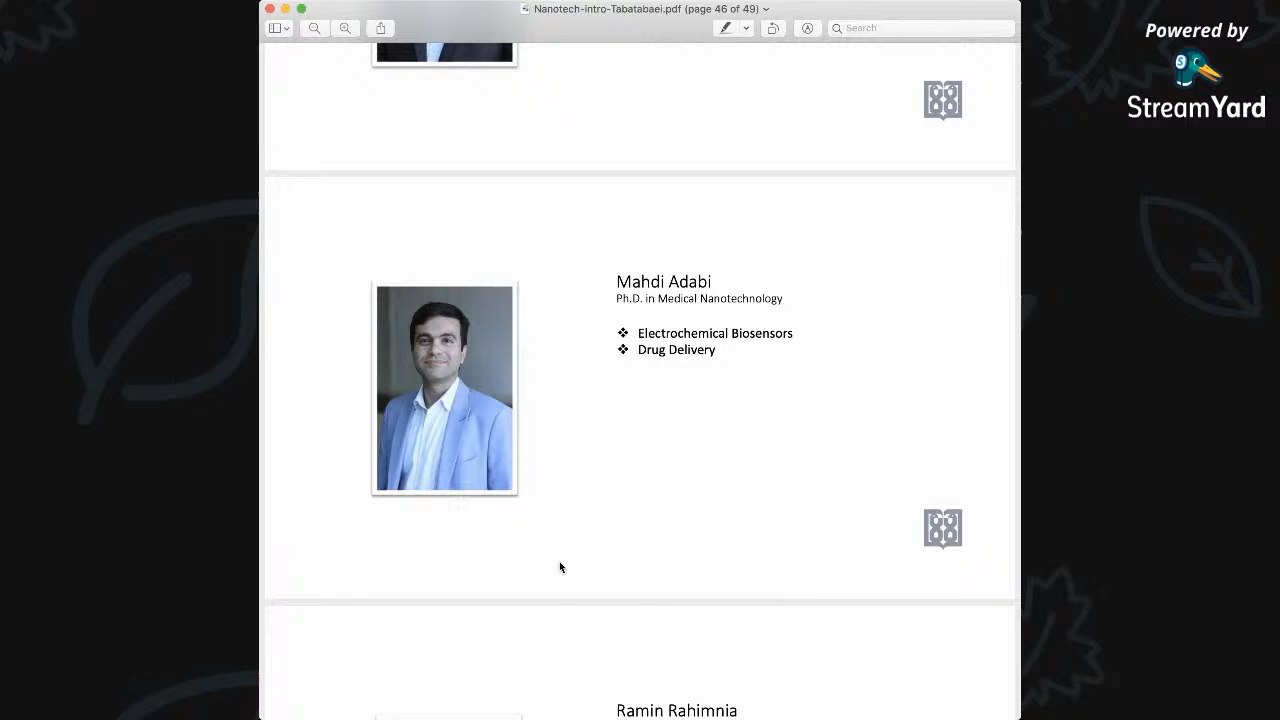 Nanotech-intro-Tabatabaei.pdf (page 46 of 49)
Search
Powered by
StreamYard
Mahdi Adabi
Ph.D. in Medical Nanotechnology
❖ Electrochemical Biosensors
❖ Drug Delivery
Ramin Rahimnia